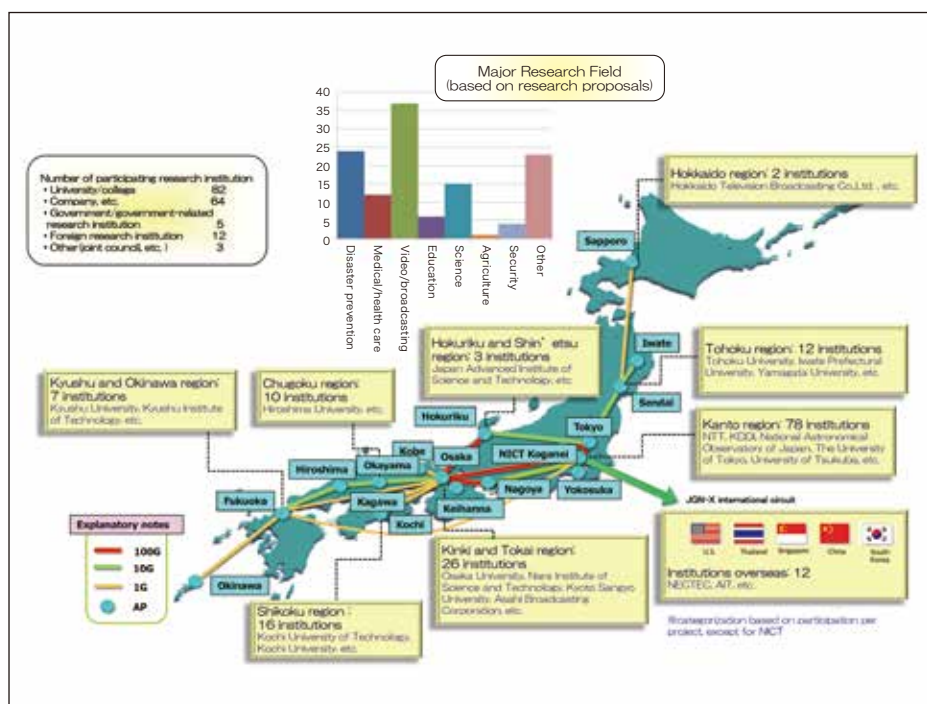 Major Research Field
(based on research proposals)
40
35
30
25
20
15
10
5
0
Disaster prevention
Medical/health care
Video/broadcasting
Education
Science
Agriculture
Security
Other
Number of participating research institution
・University/college 82
・Company, etc. 64
・Government/government-related
research institution 5
・Foreign research institution 12
・Other(joint council, etc. ) 3
Hokkaido region: 2 institutions
Hokkaido Television Broadcasting Co.,Ltd. , etc.
Sapporo
Hokuriku and Shin' etsu
region: 3 institutions
Japan Advanced Institute of
Science and Technology, etc
Iwate
Tohoku region: 12 institutions
Tohoku University, Iwate Prefectural
University, Yamagata University, etc.
Sendai
Kyushu and Okinawa region:
7 institutions
Kyushu University, Kyushu Institute
of Technology, etc.
Chugoku region:
10 institutions
Hiroshima University, etc.
Hokuriku
Tokyo
Kanto region: 78 institutions
NTT, KDDI, National Astronomical
Observatory of Japan, The University
of Tokyo, University of Tsukuba, etc.
Kobe
Osaka
NICT Koganei
Okayama
Hiroshima
Fukuoka
Kagawa
Nagoya
Yokosuka
Kochi
Keihanna
Okinawa
JGN-X international circuit
U.S.
Thailand
Singapore
China
South
Korea
Institutions overseas: 12
NECTEC, AIT, etc.
Explanatory notes
100G
10G
1G
AP
Kinki and Tokai region:
26 institutions
Osaka University, Nara Institute of
Science and Technology, Kyoto Sangyo
University, Asahi Broadcasting
Corporation, etc.
Shikoku region :
16 institutions
Kochi University of Technology,
Kochi University, etc.
※categorization based on participation per
project, except for NICT